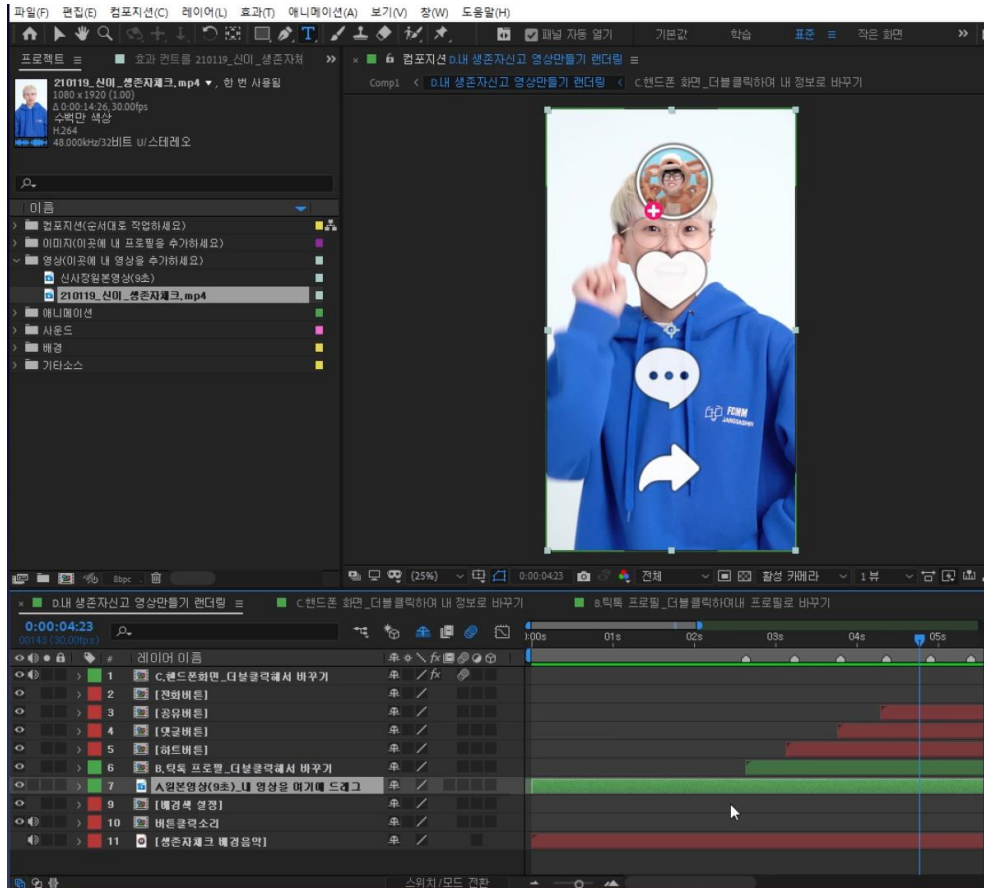 파일(F) 편집(E) 컴포지션(C) 레이어(L) 효과(T) 애니메이션(A) 보기(V) 창(W) 도움말(H)
패널 자동 열기 기본값 학습 표준 작은 화면
프로젝트 효과 컨트롤 210119_신이_생존자체
컴포지션 D.내 생존자신고 영상만들기 랜더링
210119_신이_생존자체크.mp4 , 한 번 사용됨
1080 x 1920 (1.00)
Δ 0:00:14:26, 30.00fps
수백만 색상
H.264
48.000kHz/32비트 U/스테레오
Comp1 D.내 생존자신고 영상만들기 랜더링 C.핸드폰 화면_더블클릭하여 내 정보로 바꾸기
이름
컴포지션(순서대로 작업하세요)
이미지(이곳에 내 프로필을 추가하세요)
영상(이곳에 내 영상을 추가하세요)
신사장원본영상(9초)
210119_신이_생존자체크.mp4
애니메이션
사운드
배경
기타소스
FCMM
8bpc
(25%) 0:00:04:23 전체 활성 카메라 1 뷰
D.내 생존자신고 영상만들기 랜더링 C.핸드폰 화면_더블클릭하여 내 정보로 바꾸기 B.틱톡 프로필_더블클릭하여내 프로필로 바꾸기
0:00:04:23
00143 (30.00fps)
:00s 01s 02s 03s 04s 05s
# 레이어 이름
1 C.핸드폰화면_더블클릭해서 바꾸기
2 [전화버튼]
3 [공유버튼]
4 [댓글버튼]
5 [하트버튼]
6 B.틱톡 프로필_더블클릭해서 바꾸기
7 A.원본영상(9초)_내 영상을 여기에 드래그
9 [배경색 설정]
10 버튼클릭소리
11 [생존자체크 배경음악]
스위치/모드 전환